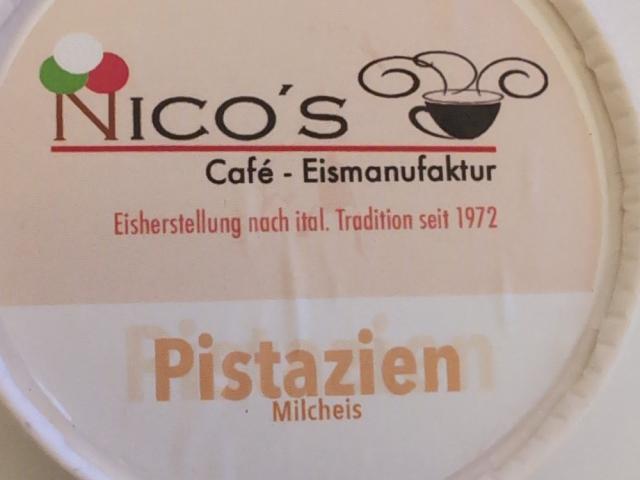 Nico's
Café - Eismanufaktur
Eisherstellung nach ital. Tradition seit 1972
Pistazien
Milcheis